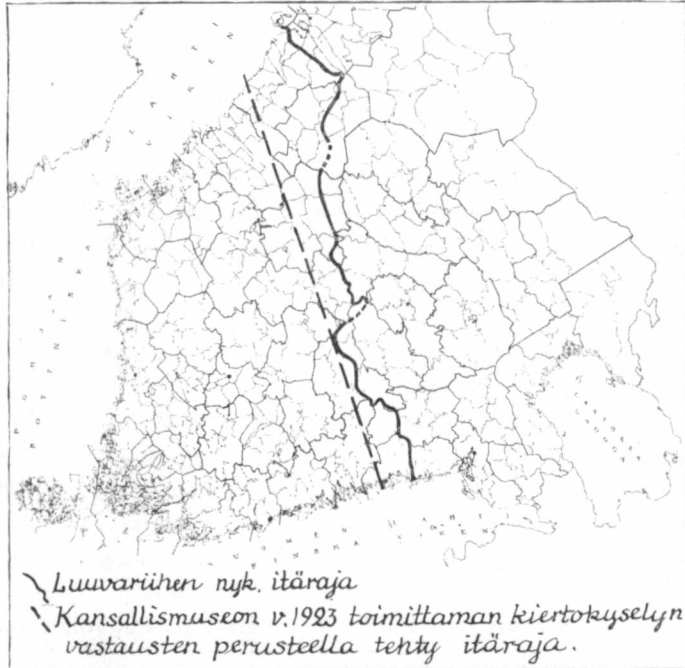 Luuvariihen nyk. itäraja
Kansallismuseon v. 1923 toimittaman kiertokyselyn
vastausten perusteella tehty itäraja.